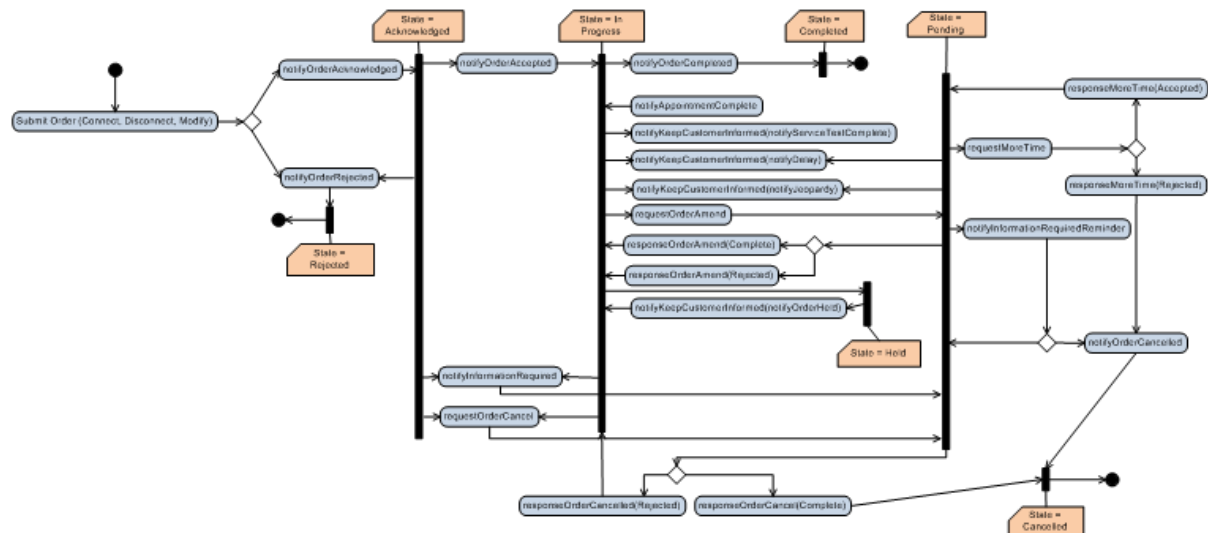 State =
Acknowledged
State = In
Progress
State =
Completed
State =
Pending
notifyOrderAcknowledged
notifyOrderAccepted
notifyOrderCompleted
responseMoreTime(Accepted)
notifyAppointmentComplete
Submit Order (Connect, Disconnect, Modify)
notifyKeepCustomerInformed(notifyServiceTestComplete)
requestMoreTime
notifyKeepCustomerInformed(notifyDelay)
notifyOrderRejected
notifyKeepCustomerInformed(notifyJeopardy)
responseMoreTime(Rejected)
requestOrderAmend
notifyInformationRequiredReminder
responseOrderAmend(Complete)
State =
Rejected
responseOrderAmend(Rejected)
notifyKeepCustomerInformed(notifyOrderHeld)
notifyOrderCancelled
State = Held
notifyInformationRequired
requestOrderCancel
responseOrderCancelled(Rejected)
responseOrderCancel(Complete)
State =
Cancelled